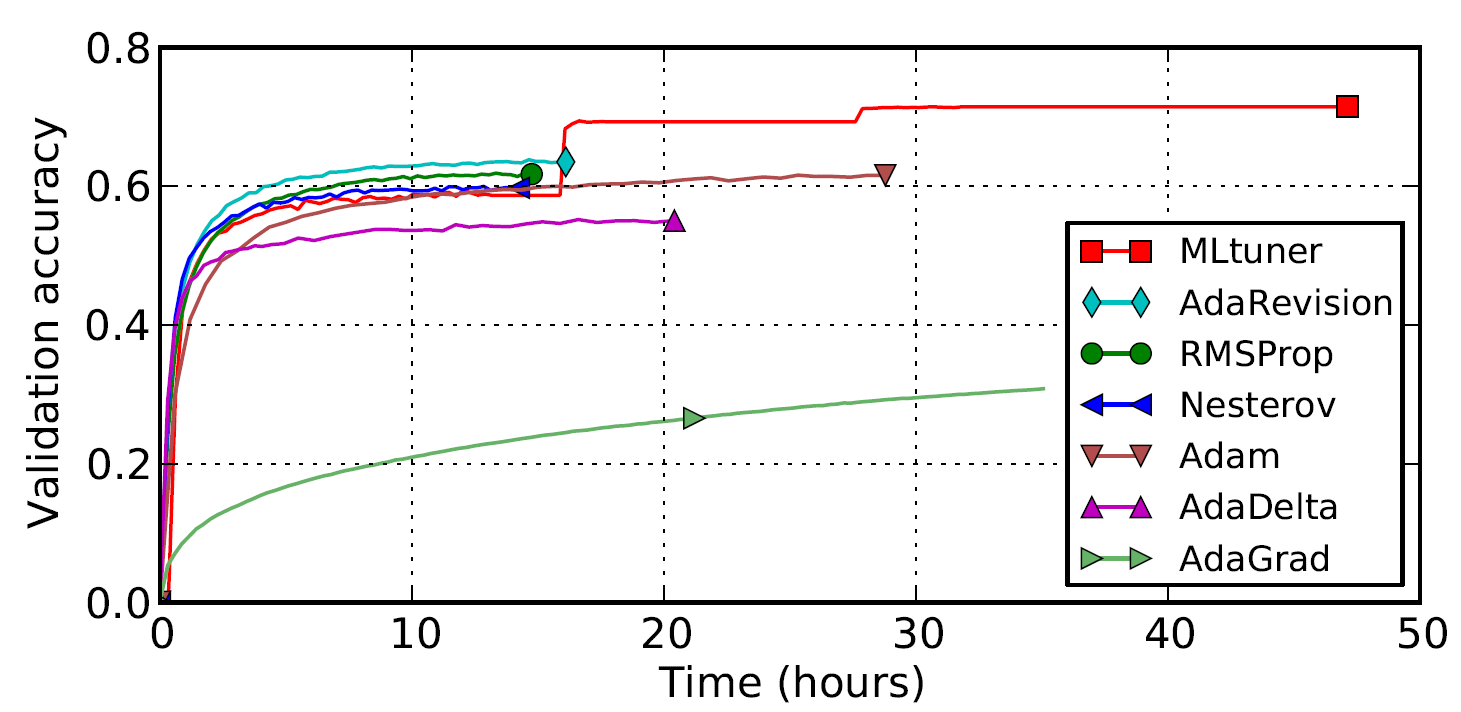 0.8
0.6
0.4
0.2
0.0
Validation accuracy
MLtuner
AdaRevision
RMSProp
Nesterov
Adam
AdaDelta
AdaGrad
0 10 20 30 40 50
Time (hours)